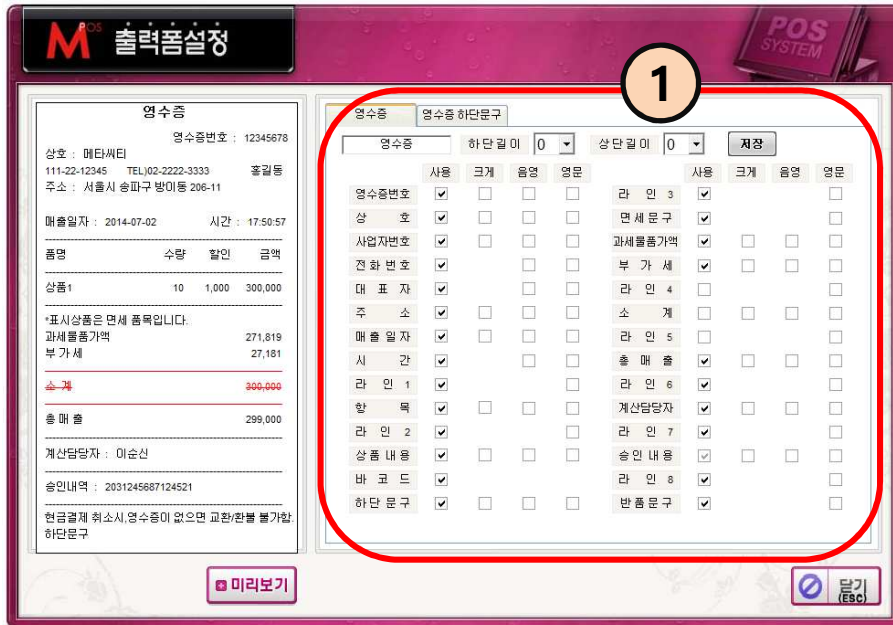 MPOS 출력폼설정
POS SYSTEM
1
영수증
영수증번호 : 12345678
상호 : 메타씨티
111-22-12345 TEL)02-2222-3333 홍길동
주소 : 서울시 송파구 방이동 206-11
매출일자 : 2014-07-02 시간 : 17:50:57
품명 수량 할인 금액
상품1 10 1,000 300,000
*표시상품은 면세 품목입니다.
과세물품가액 271,819
부가세 27,181
소 계 300,000
총매출 299,000
계산담당자 : 이순신
승인내역 : 2031245687124521
현금결제 취소시,영수증이 없으면 교환/환불 불가함.
하단문구
미리보기
영수증 영수증 하단문구
영수증 하단길이 0 상단길이 0 저장
사용 크게 음영 영문 사용 크게 음영 영문
영수증번호 라 인 3
상 호 면세문구
사업자번호 과세물품가액
전화번호 부 가 세
대 표 자 라 인 4
주 소 소 계
매출일자 라 인 5
시 간 총 매 출
라 인 1 라 인 6
항 목 계산담당자
라 인 2 라 인 7
상품내용 승인내용
바 코 드 라 인 8
하단문구 반품문구
닫기
(ESC)